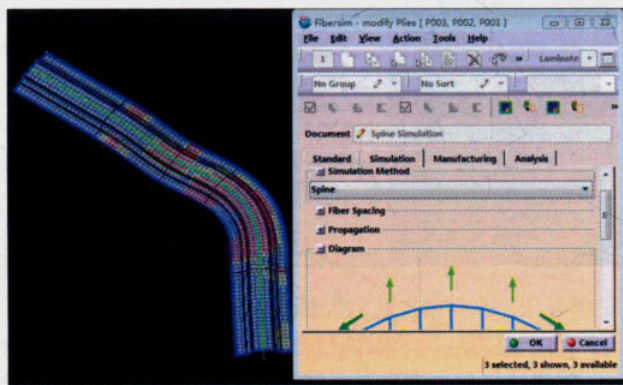 Fibersim - modify Plies [ P003, P002, P001 ]
File Edit View Action Tools Help
1 » Laminate
No Group No Sort
»
Document Spine Simulation
Standard Simulation Manufacturing Analysis
Simulation Method
Spine
Fiber Spacing
Propagation
Diagram
OK Cancel
3 selected, 3 shown, 3 available